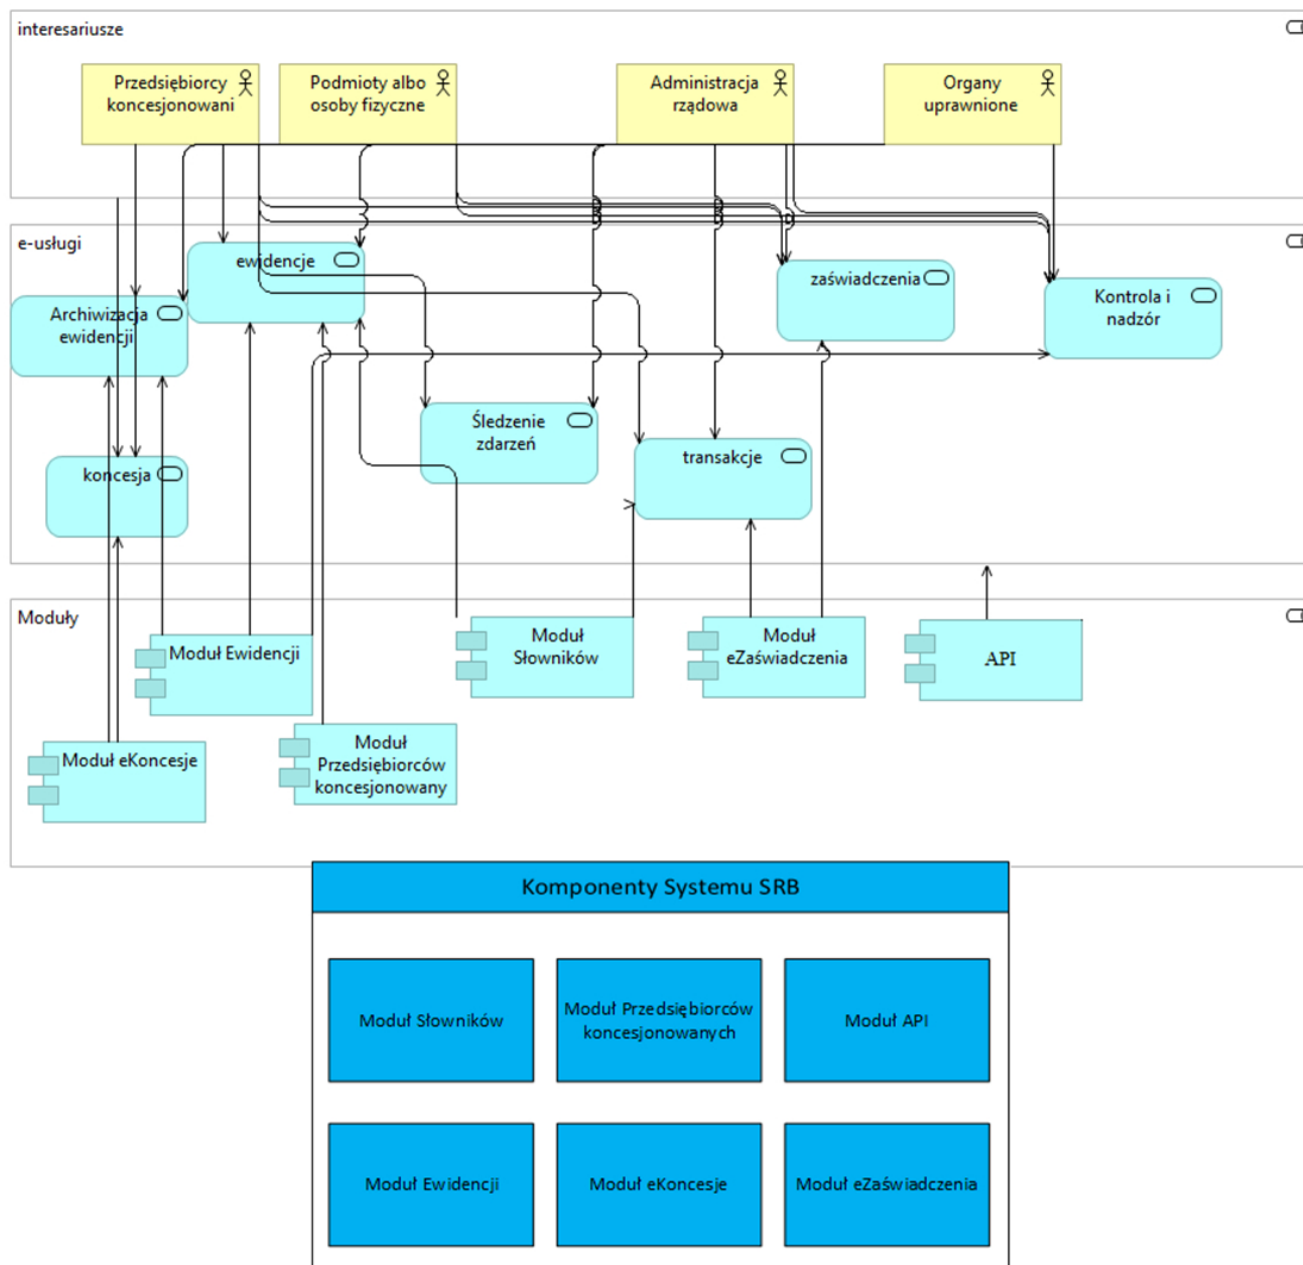 interesariusze
Przedsiębiorcy
koncesjonowani
Podmioty albo
osoby fizyczne
Administracja
rządowa
Organy
uprawnione
e-usługi
ewidencje
zaświadczenia
Kontrola i
nadzór
Archiwizacja
ewidencji
Śledzenie
zdarzeń
transakcje
koncesja
Moduły
Moduł Ewidencji
Moduł
Słowników
Moduł
eZaświadczenia
API
Moduł eKoncesje
Moduł
Przedsiębiorców
koncesjonowany
Komponenty Systemu SRB
Moduł Słowników
Moduł Przedsiębiorców
koncesjonowanych
Moduł API
Moduł Ewidencji
Moduł eKoncesje
Moduł eZaświadczenia